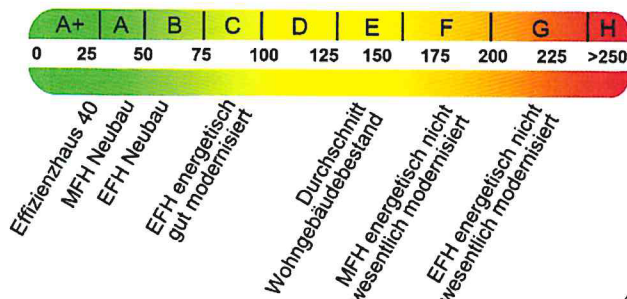 A+ A B C D E F G H
0 25 50 75 100 125 150 175 200 225 >250
Effizienzhaus 40
MFH Neubau
EFH Neubau
EFH energetisch
gut modernisiert
Durchschnitt
Wohngebäudebestand
MFH energetisch nicht
wesentlich modernisiert
EFH energetisch nicht
wesentlich modernisiert